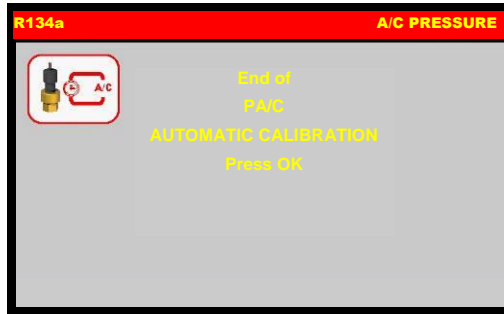 R134a
A/C PRESSURE
A/C
End of
PA/C
AUTOMATIC CALIBRATION
Press OK